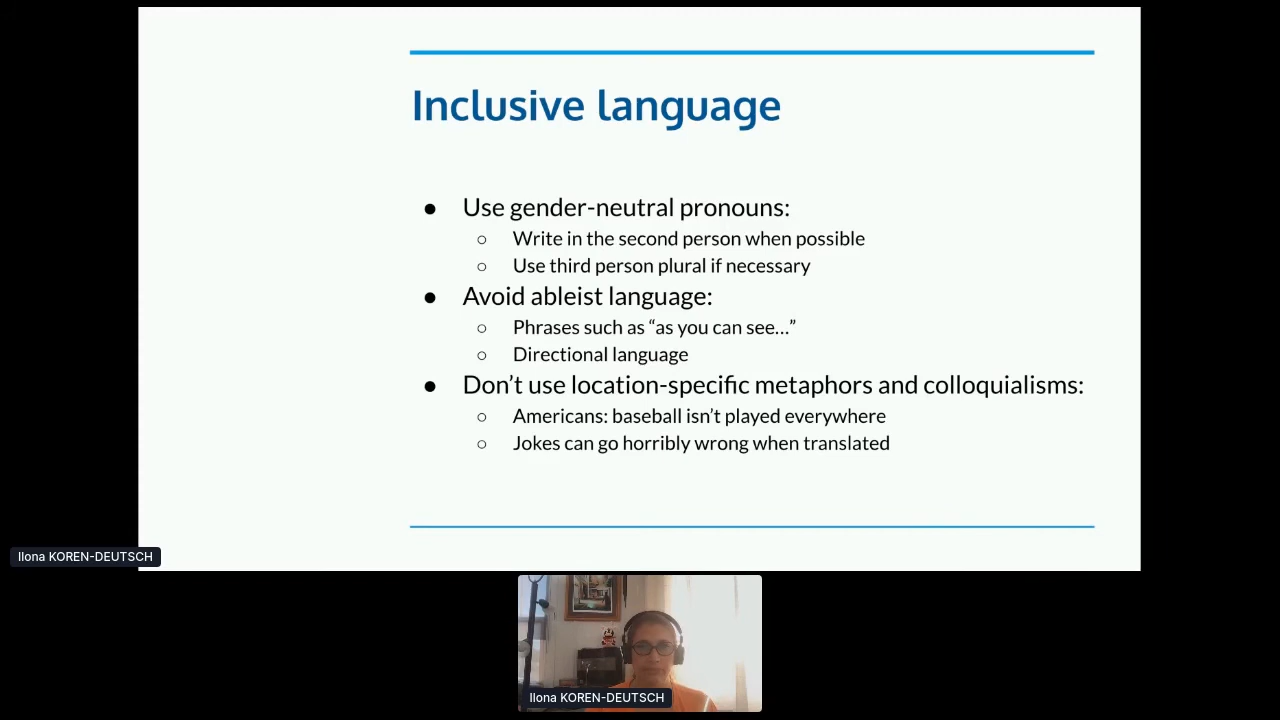 Inclusive language
● Use gender-neutral pronouns:
○ Write in the second person when possible
○ Use third person plural if necessary
● Avoid ableist language:
○ Phrases such as “as you can see…”
○ Directional language
● Don’t use location-specific metaphors and colloquialisms:
○ Americans: baseball isn’t played everywhere
○ Jokes can go horribly wrong when translated
Ilona KOREN-DEUTSCH
Ilona KOREN-DEUTSCH